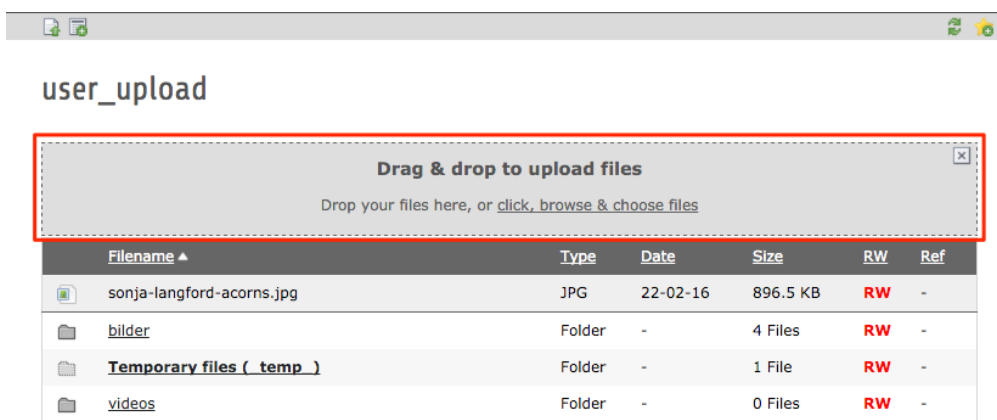 user_upload
Drag & drop to upload files
Drop your files here, or click, browse & choose files
Filename Type Date Size RW Ref
sonja-langford-acorns.jpg JPG 22-02-16 896.5 KB RW -
bilder Folder - 4 Files RW -
Temporary files (_temp_) Folder - 1 File RW -
videos Folder - 0 Files RW -